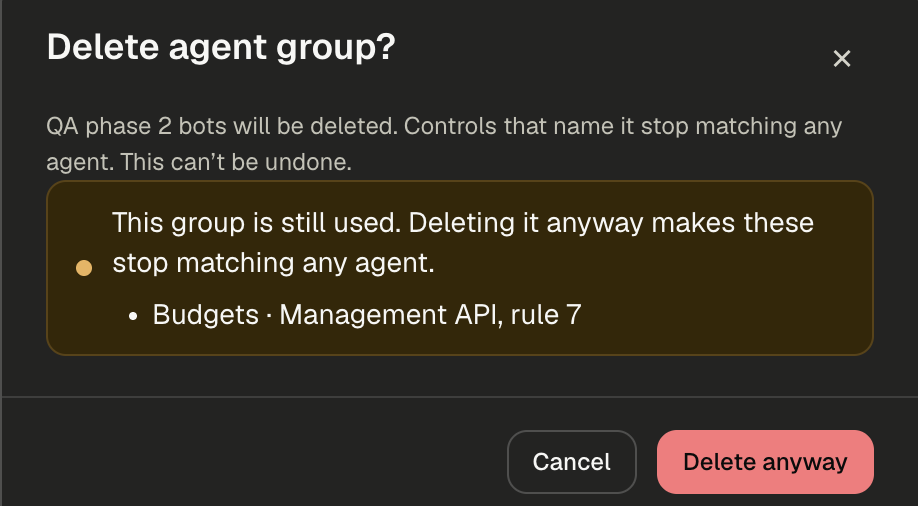 Delete agent group?
QA phase 2 bots will be deleted. Controls that name it stop matching any
agent. This can’t be undone.
This group is still used. Deleting it anyway makes these
stop matching any agent.
• Budgets · Management API, rule 7
Cancel
Delete anyway